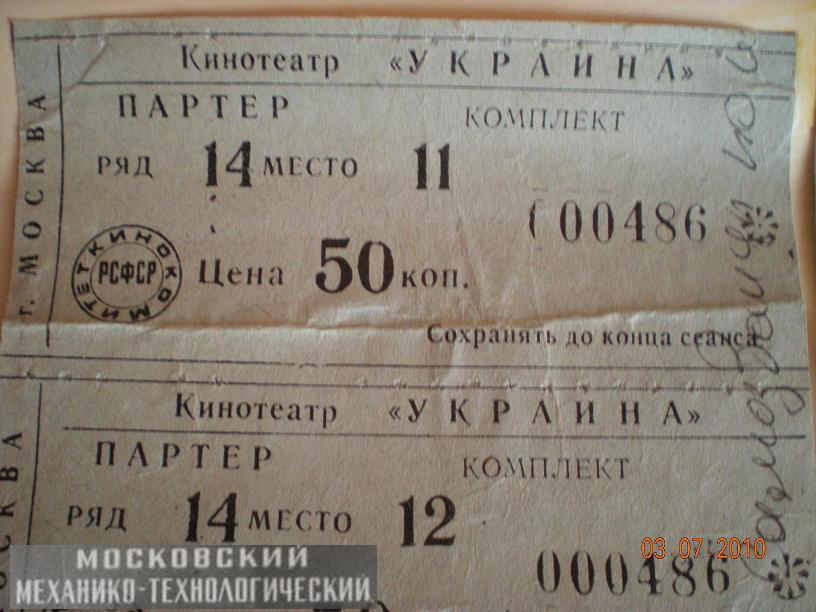 Кинотеатр «УКРАИНА»
г. МОСКВА
ПАРТЕР КОМПЛЕКТ
РЯД 14 МЕСТО 11
000486
КИНОКОМИТЕТ
РСФСР
Цена 50 коп.
Сохранять до конца сеанса
Кинотеатр «УКРАИНА»
ПАРТЕР КОМПЛЕКТ
РЯД 14 МЕСТО 12
000486
03.07.2010
МОСКОВСКИЙ
МЕХАНИКО-ТЕХНОЛОГИЧЕСКИЙ